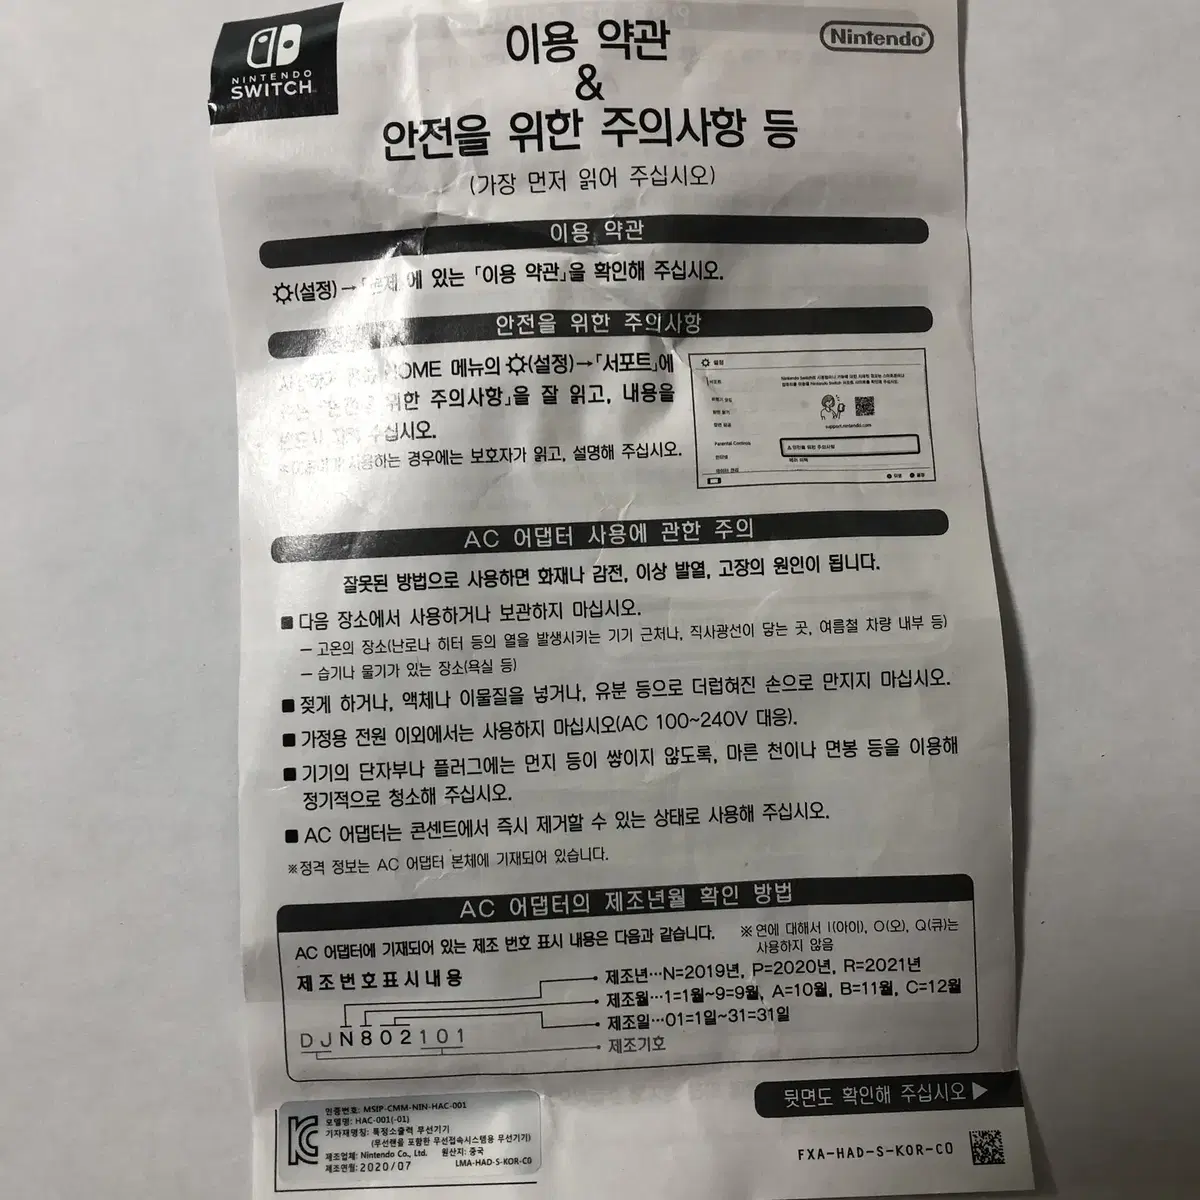 NINTENDO
SWITCH
Nintendo
이용 약관
&
안전을 위한 주의사항 등
(가장 먼저 읽어 주십시오)
이용 약관
(설정)→ 에 있는 「이용 약관」을 확인해 주십시오.
안전을 위한 주의사항
HOME 메뉴의 (설정)→「서포트」에
위한 주의사항」을 잘 읽고, 내용을
주십시오.
사용하는 경우에는 보호자가 읽고, 설명해 주십시오.
설정
서포트
support.nintendo.com
Parental Controls
안전을 위한 주의사항
AC 어댑터 사용에 관한 주의
잘못된 방법으로 사용하면 화재나 감전, 이상 발열, 고장의 원인이 됩니다.
■ 다음 장소에서 사용하거나 보관하지 마십시오.
– 고온의 장소(난로나 히터 등의 열을 발생시키는 기기 근처나, 직사광선이 닿는 곳, 여름철 차량 내부 등)
– 습기나 물기가 있는 장소(욕실 등)
■ 젖게 하거나, 액체나 이물질을 넣거나, 유분 등으로 더럽혀진 손으로 만지지 마십시오.
■ 가정용 전원 이외에서는 사용하지 마십시오(AC 100~240V 대응).
■ 기기의 단자부나 플러그에는 먼지 등이 쌓이지 않도록, 마른 천이나 면봉 등을 이용해
정기적으로 청소해 주십시오.
■ AC 어댑터는 콘센트에서 즉시 제거할 수 있는 상태로 사용해 주십시오.
※정격 정보는 AC 어댑터 본체에 기재되어 있습니다.
AC 어댑터의 제조년월 확인 방법
AC 어댑터에 기재되어 있는 제조 번호 표시 내용은 다음과 같습니다.
※ 연에 대해서 I(아이), O(오), Q(큐)는
사용하지 않음
제조번호표시내용
제조년…N=2019년, P=2020년, R=2021년
제조월…1=1월~9=9월, A=10월, B=11월, C=12월
제조일…01=1일~31=31일
DJN802101
제조기호
뒷면도 확인해 주십시오 ▶
인증번호: MSIP-CMM-NIN-HAC-001
모델명: HAC-001(-01)
기자재명칭: 특정소출력 무선기기
(무선랜을 포함한 무선접속시스템용 무선기기)
제조업체: Nintendo Co., Ltd. 원산지: 중국
제조연월: 2020/07 LMA-HAD-S-KOR-C0
FXA-HAD-S-KOR-C0